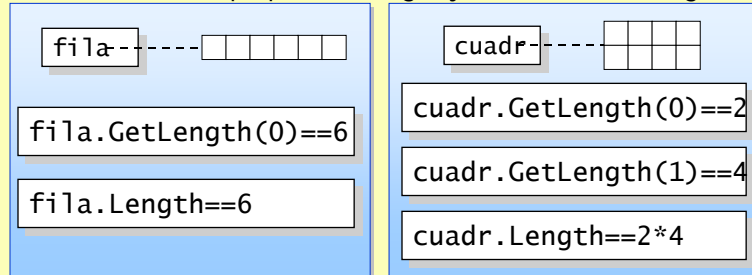 fila
fila.GetLength(0)==6
fila.Length==6
cuadr
cuadr.GetLength(0)==2
cuadr.GetLength(1)==4
cuadr.Length==2*4